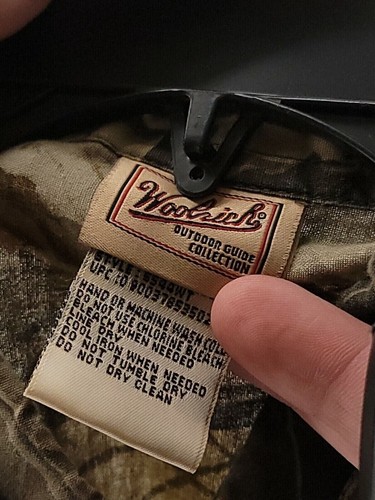 Woolrich®
OUTDOOR GUIDE
COLLECTION
HAND OR MACHINE WASH COL
DO NOT USE CHLORINE BLEACH
BLEACH WHEN NEEDED
LINE DRY
COOL IRON WHEN NEEDED
DO NOT TUMBLE DRY
DO NOT DRY CLEAN